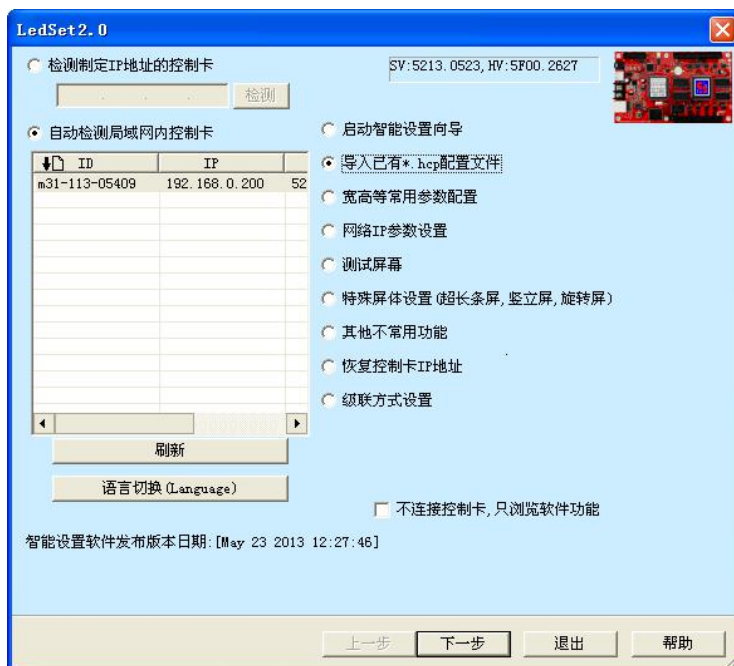 LedSet2.0
检测制定IP地址的控制卡
SV:5213.0523,HV:5F00.2627
检测
自动检测局域网内控制卡
ID IP
m31-113-05409 192.168.0.200 52
启动智能设置向导
导入已有*.hcp配置文件
宽高等常用参数配置
网络IP参数设置
测试屏幕
特殊屏体设置(超长条屏,竖立屏,旋转屏)
其他不常用功能
恢复控制卡IP地址
级联方式设置
刷新
语言切换(Language)
不连接控制卡,只浏览软件功能
智能设置软件发布版本日期:[May 23 2013 12:27:46]
上一步 下一步 退出 帮助